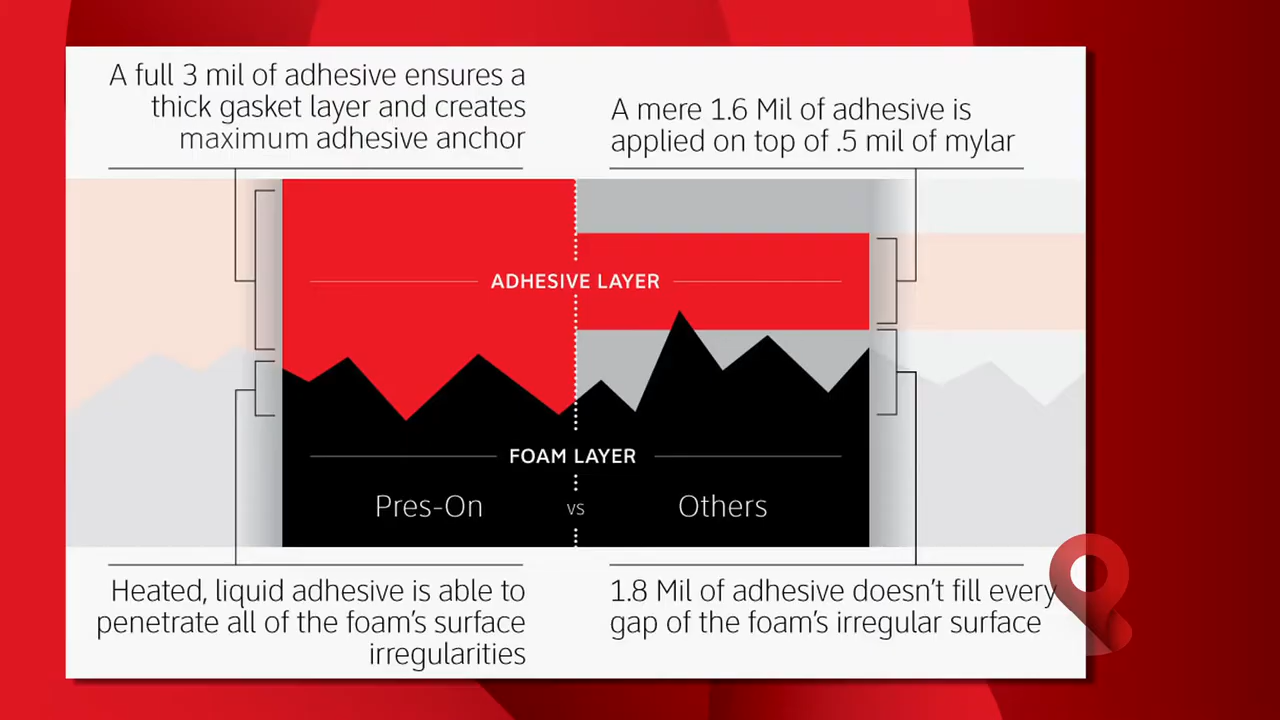 A full 3 mil of adhesive ensures a
thick gasket layer and creates
maximum adhesive anchor
A mere 1.6 Mil of adhesive is
applied on top of .5 mil of mylar
ADHESIVE LAYER
FOAM LAYER
Pres-On vs Others
Heated, liquid adhesive is able to
penetrate all of the foam's surface
irregularities
1.8 Mil of adhesive doesn't fill every
gap of the foam's irregular surface